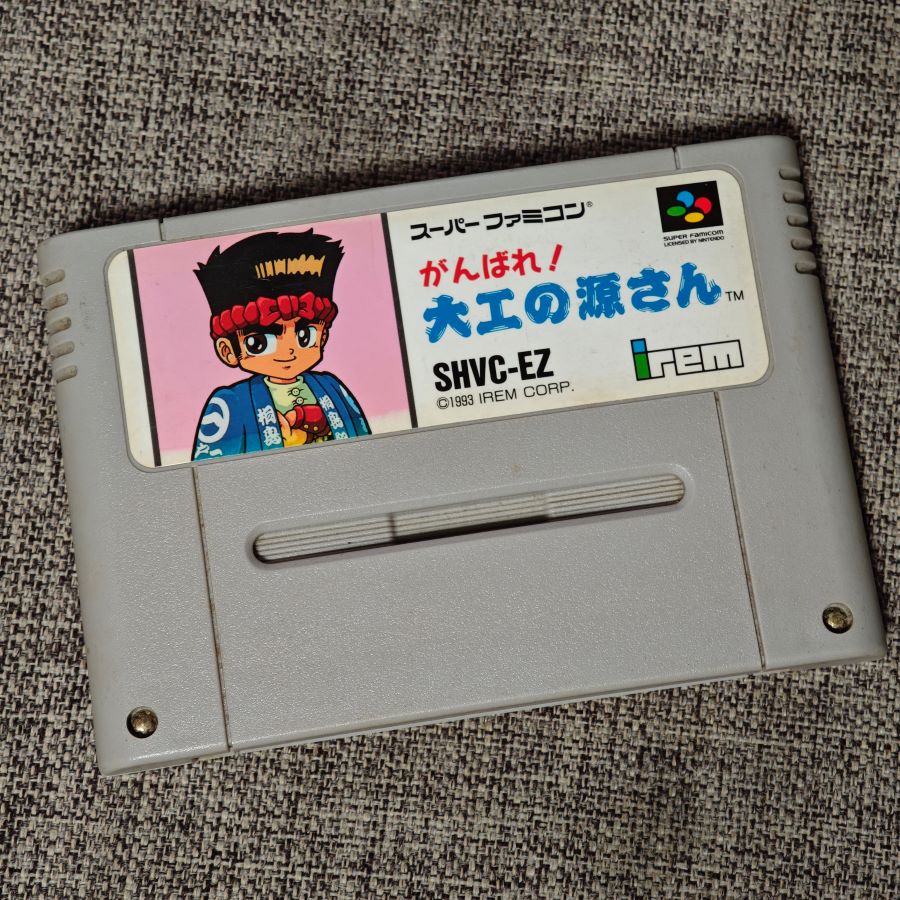 スーパーファミコン®
SUPER FAMICOM
LICENSED BY NINTENDO
がんばれ!
大工の源さん™
SHVC-EZ
irem
©1993 IREM CORP.